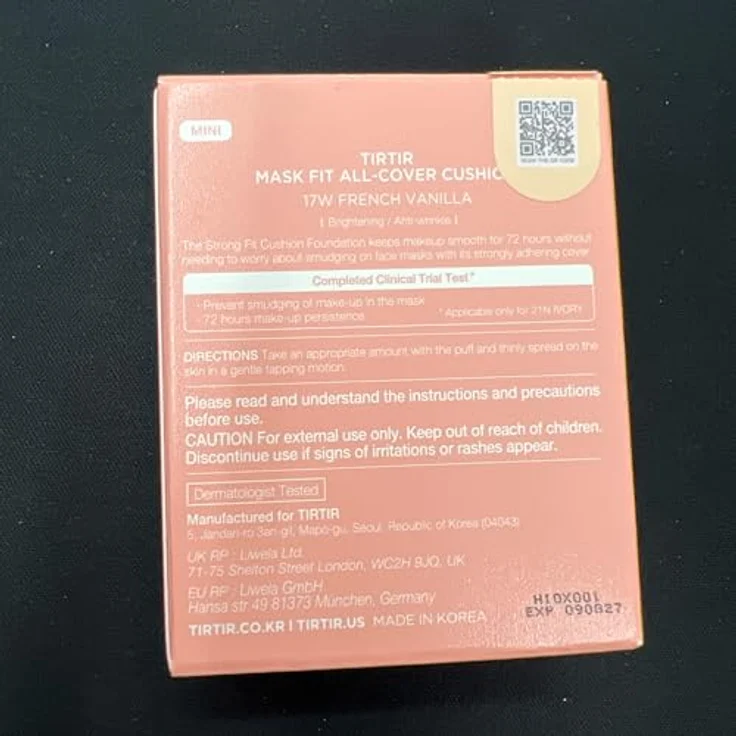 MINI
SCAN THE QR CODE
TIRTIR
MASK FIT ALL-COVER CUSHIO
17W FRENCH VANILLA
| Brightening / Anti-wrinkle |
The Strong Fit Cushion Foundation keeps makeup smooth for 72 hours without
needing to worry about smudging on face masks with its strongly adhering cover
Completed Clinical Trial Test*
- Prevent smudging of make-up in the mask
- 72 hours make-up persistence
* Applicable only for 21N IVORY
DIRECTIONS Take an appropriate amount with the puff and thinly spread on the
skin in a gentle tapping motion.
Please read and understand the instructions and precautions
before use.
CAUTION For external use only. Keep out of reach of children.
Discontinue use if signs of irritations or rashes appear.
Dermatologist Tested
Manufactured for TIRTIR
5, Jandari-ro 3an-gil, Mapo-gu, Seoul, Republic of Korea (04043)
UK RP : Liwela Ltd.
71-75 Shelton Street London, WC2H 9JQ, UK
EU RP : Liwela GmbH
Hansa str 49 81373 München, Germany
TIRTIR.CO.KR | TIRTIR.US MADE IN KOREA
HI0X001
EXP 090827